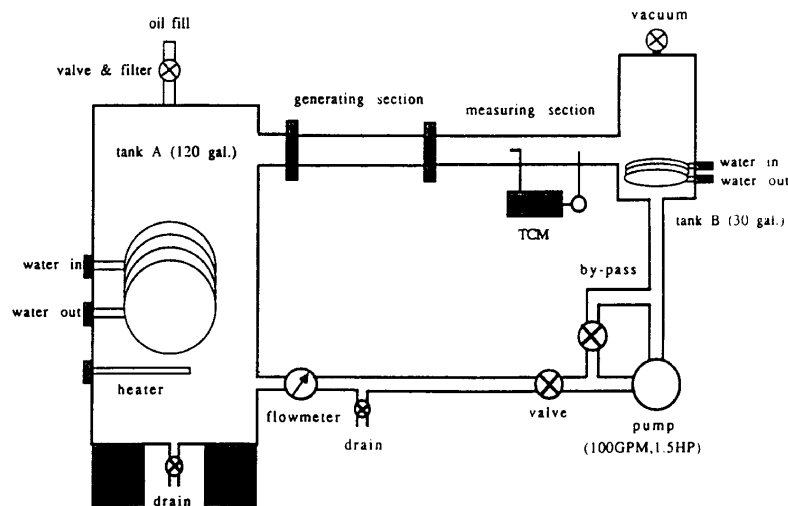 vacuum
oil fill
valve & filter
generating section
measuring section
tank A (120 gal.)
water in
water out
TCM
tank B (30 gal.)
water in
by-pass
water out
heater
flowmeter
valve
pump
drain
(100GPM,1.5HP)
drain